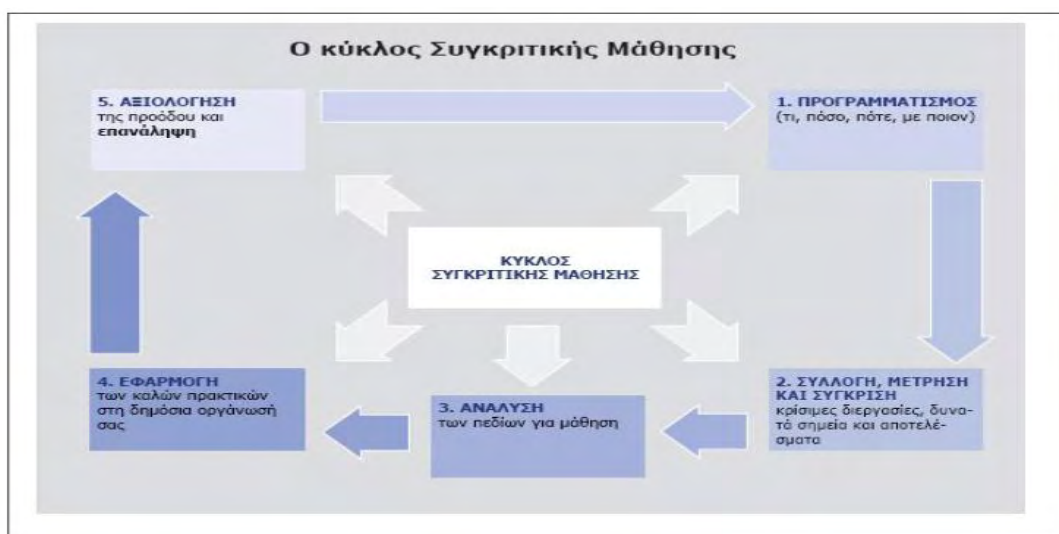 Ο κύκλος Συγκριτικής Μάθησης
5. ΑΞΙΟΛΟΓΗΣΗ
της προόδου και
επανάληψη
1. ΠΡΟΓΡΑΜΜΑΤΙΣΜΟΣ
(τι, πόσο, πότε, με ποιον)
ΚΥΚΛΟΣ
ΣΥΓΚΡΙΤΙΚΗΣ ΜΑΘΗΣΗΣ
4. ΕΦΑΡΜΟΓΗ
των καλών πρακτικών
στη δημόσια οργάνωσή
σας
3. ΑΝΑΛΥΣΗ
των πεδίων για μάθηση
2. ΣΥΛΛΟΓΗ, ΜΕΤΡΗΣΗ
ΚΑΙ ΣΥΓΚΡΙΣΗ
κρίσιμες διεργασίες, δυνα-
τά σημεία και αποτελέ-
σματα